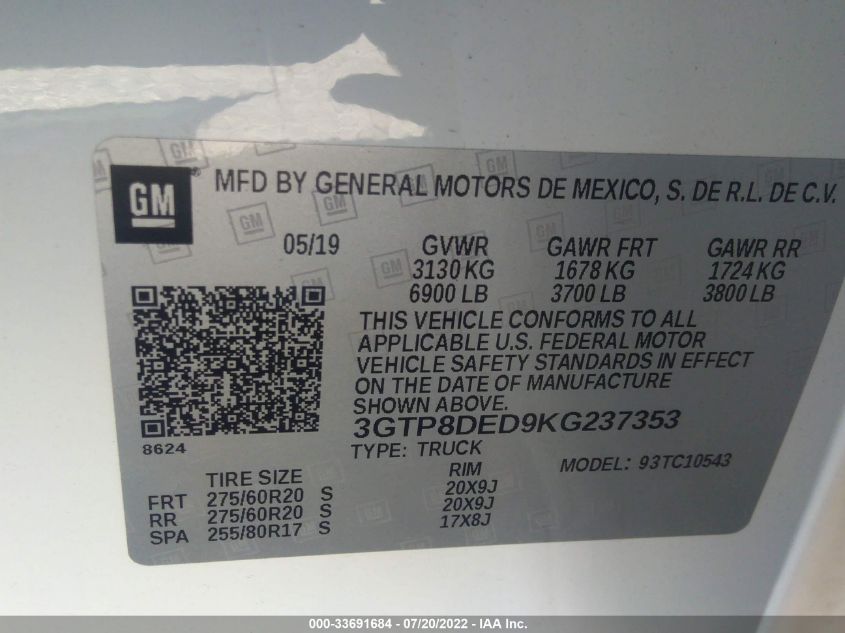 GM® MFD BY GENERAL MOTORS DE MEXICO, S. DE R.L. DE C.V.
05/19 GVWR GAWR FRT GAWR RR
3130 KG 1678 KG 1724 KG
6900 LB 3700 LB 3800 LB
THIS VEHICLE CONFORMS TO ALL
APPLICABLE U.S. FEDERAL MOTOR
VEHICLE SAFETY STANDARDS IN EFFECT
ON THE DATE OF MANUFACTURE
SHOWN ABOVE.
3GTP8DED9KG237353
8624
TYPE: TRUCK MODEL: 93TC10543
TIRE SIZE RIM
FRT 275/60R20 S 20X9J
RR 275/60R20 S 20X9J
SPA 255/80R17 S 17X8J
000-33691684 / 07/20/2022 - IAA Inc.